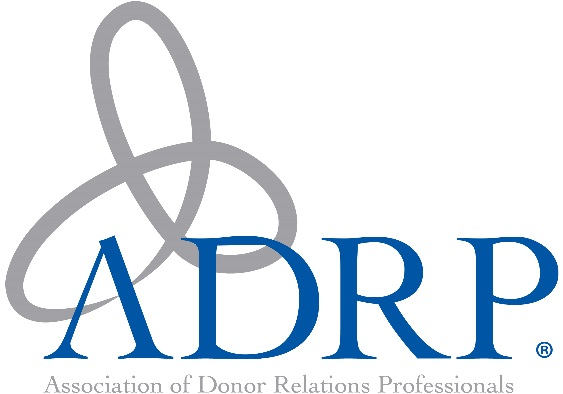 ADRP®
Association of Donor Relations Professionals